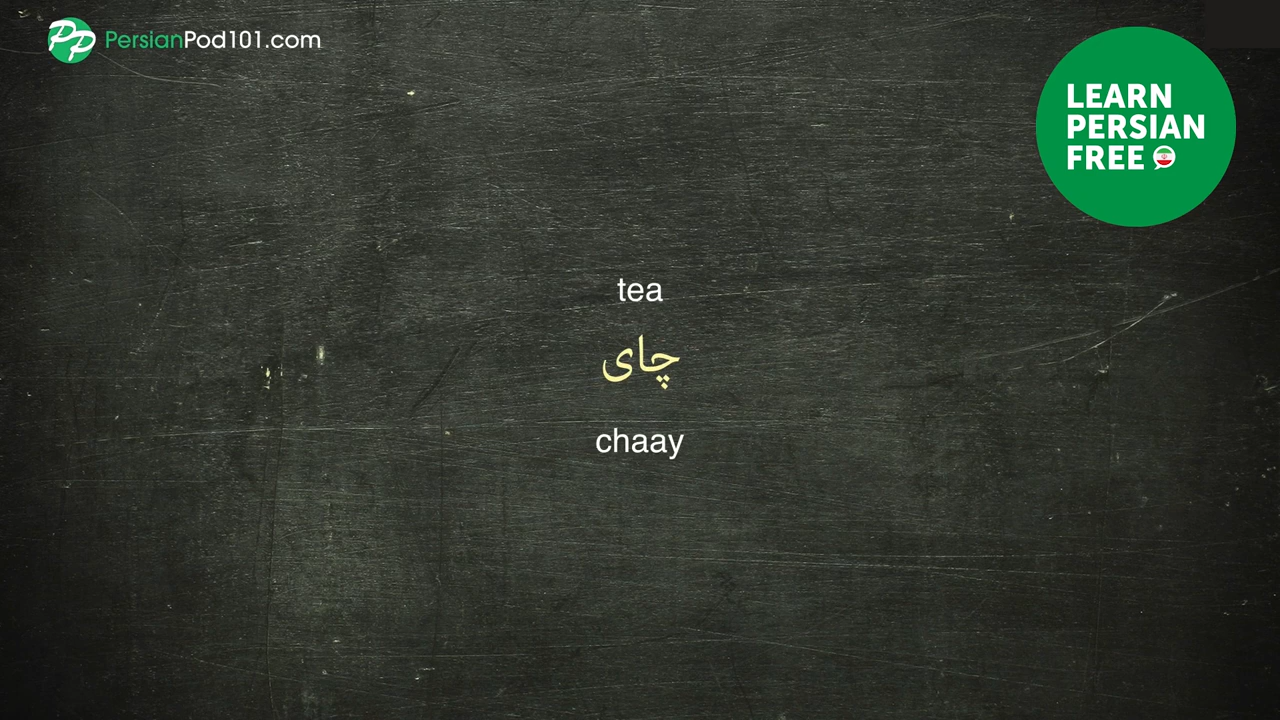 PersianPod101.com
LEARN
PERSIAN
FREE
tea
چای
chaay